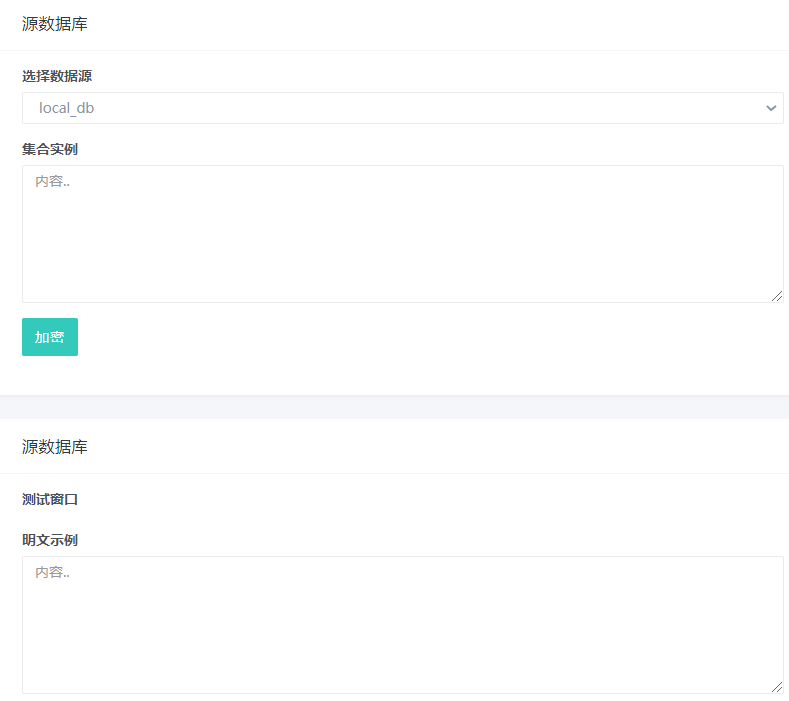 源数据库
选择数据源
local_db
集合实例
内容..
加密
源数据库
测试窗口
明文示例
内容..